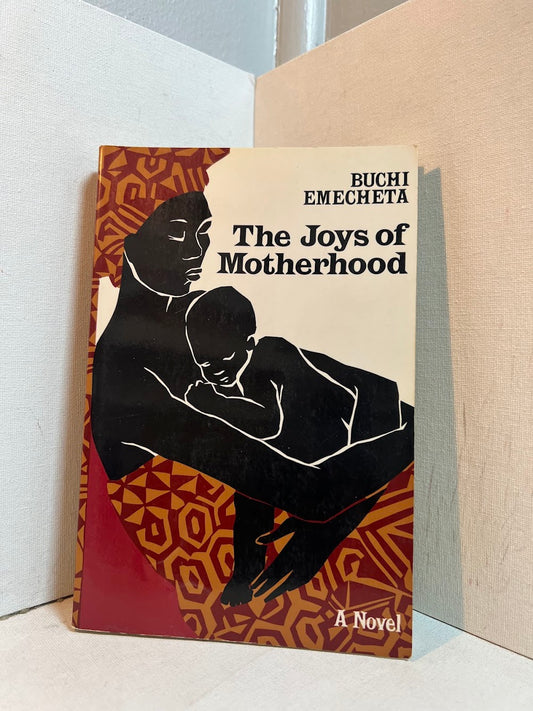 BUCHI
EMECHETA
The Joys of
Motherhood
A Novel